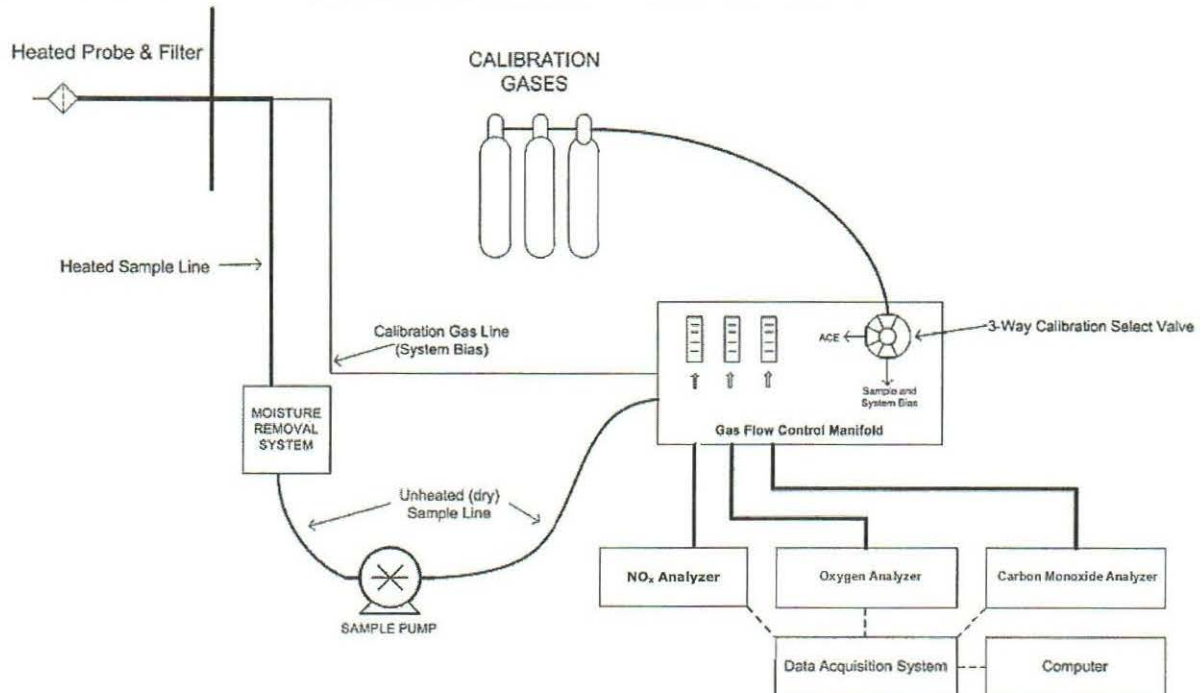 Heated Probe & Filter
CALIBRATION
GASES
Heated Sample Line
Calibration Gas Line
(System Bias)
ACE
3-Way Calibration Select Valve
Sample and
System Bias
Gas Flow Control Manifold
MOISTURE
REMOVAL
SYSTEM
Unheated (dry)
Sample Line
SAMPLE PUMP
NOₓ Analyzer
Oxygen Analyzer
Carbon Monoxide Analyzer
Data Acquisition System
Computer